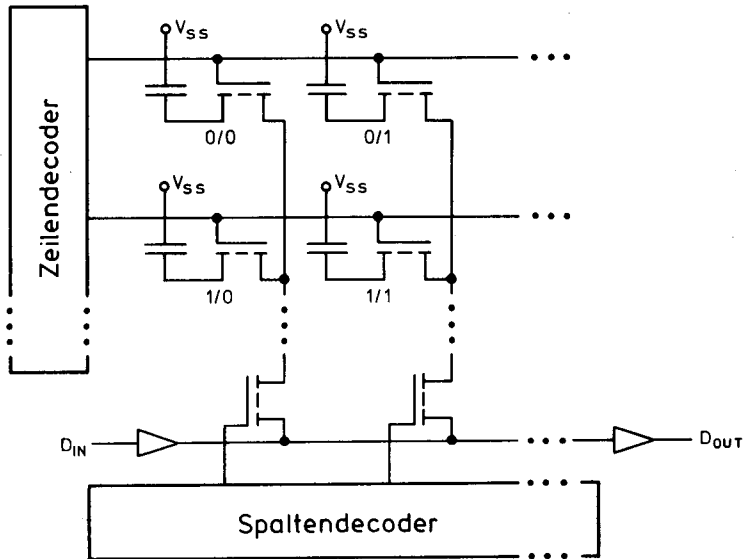 Zeilendecoder
VSS
VSS
0/0
0/1
VSS
VSS
1/0
1/1
DIN
DOUT
Spaltendecoder